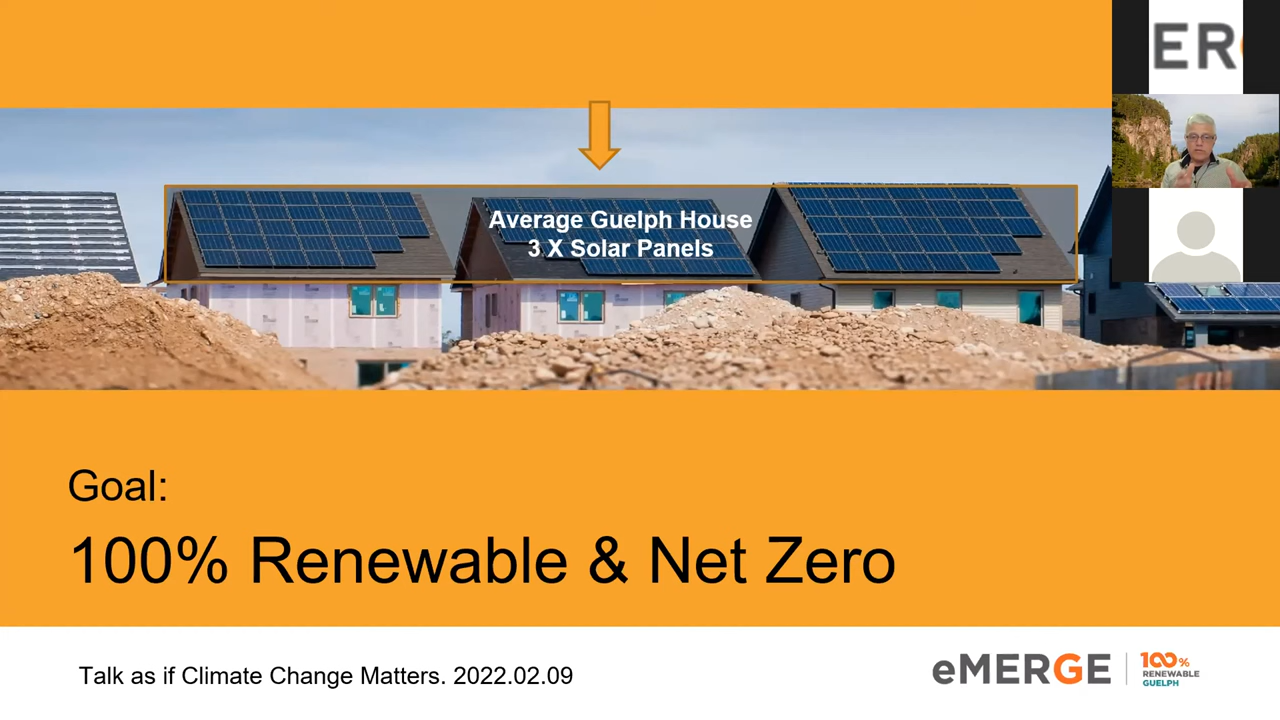 ER
Average Guelph House
3 X Solar Panels
Goal:
100% Renewable & Net Zero
Talk as if Climate Change Matters. 2022.02.09
eMERGE
100%
RENEWABLE
GUELPH